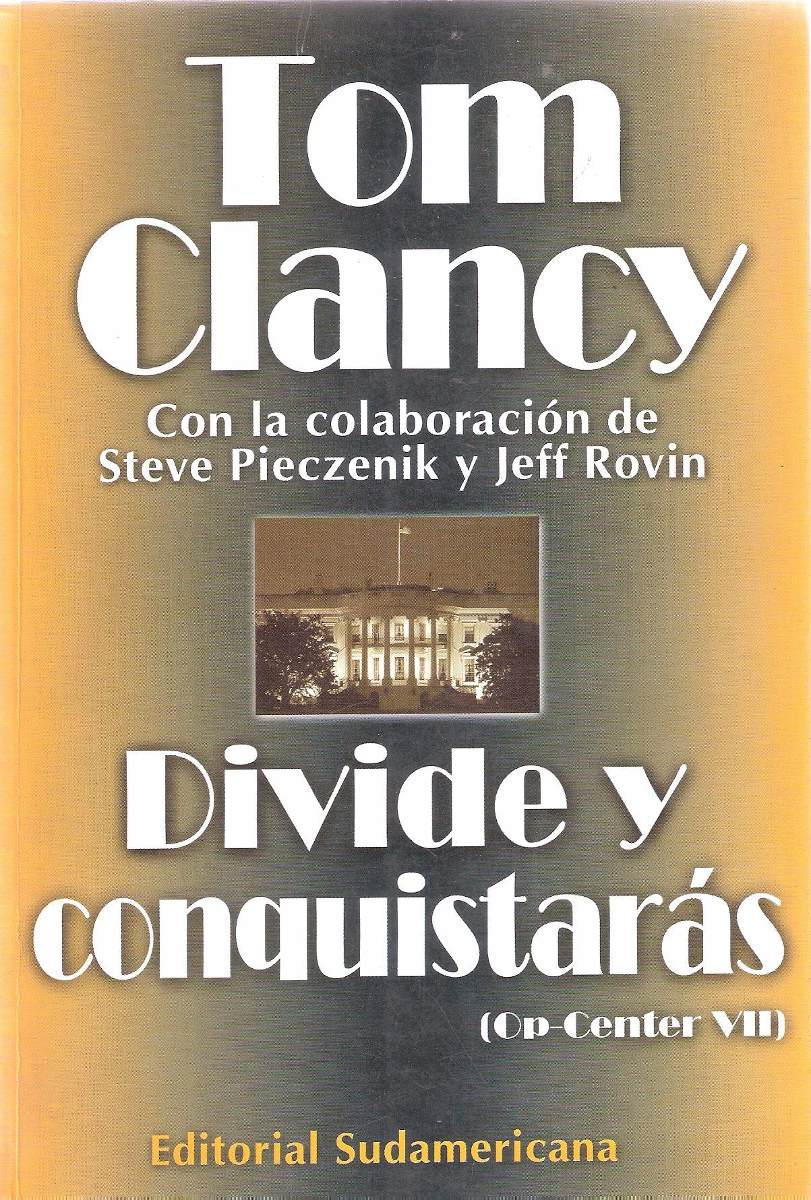 Tom
Clancy
Con la colaboración de
Steve Pieczenik y Jeff Rovin
Divide y
conquistarás
(Op-Center VII)
Editorial Sudamericana